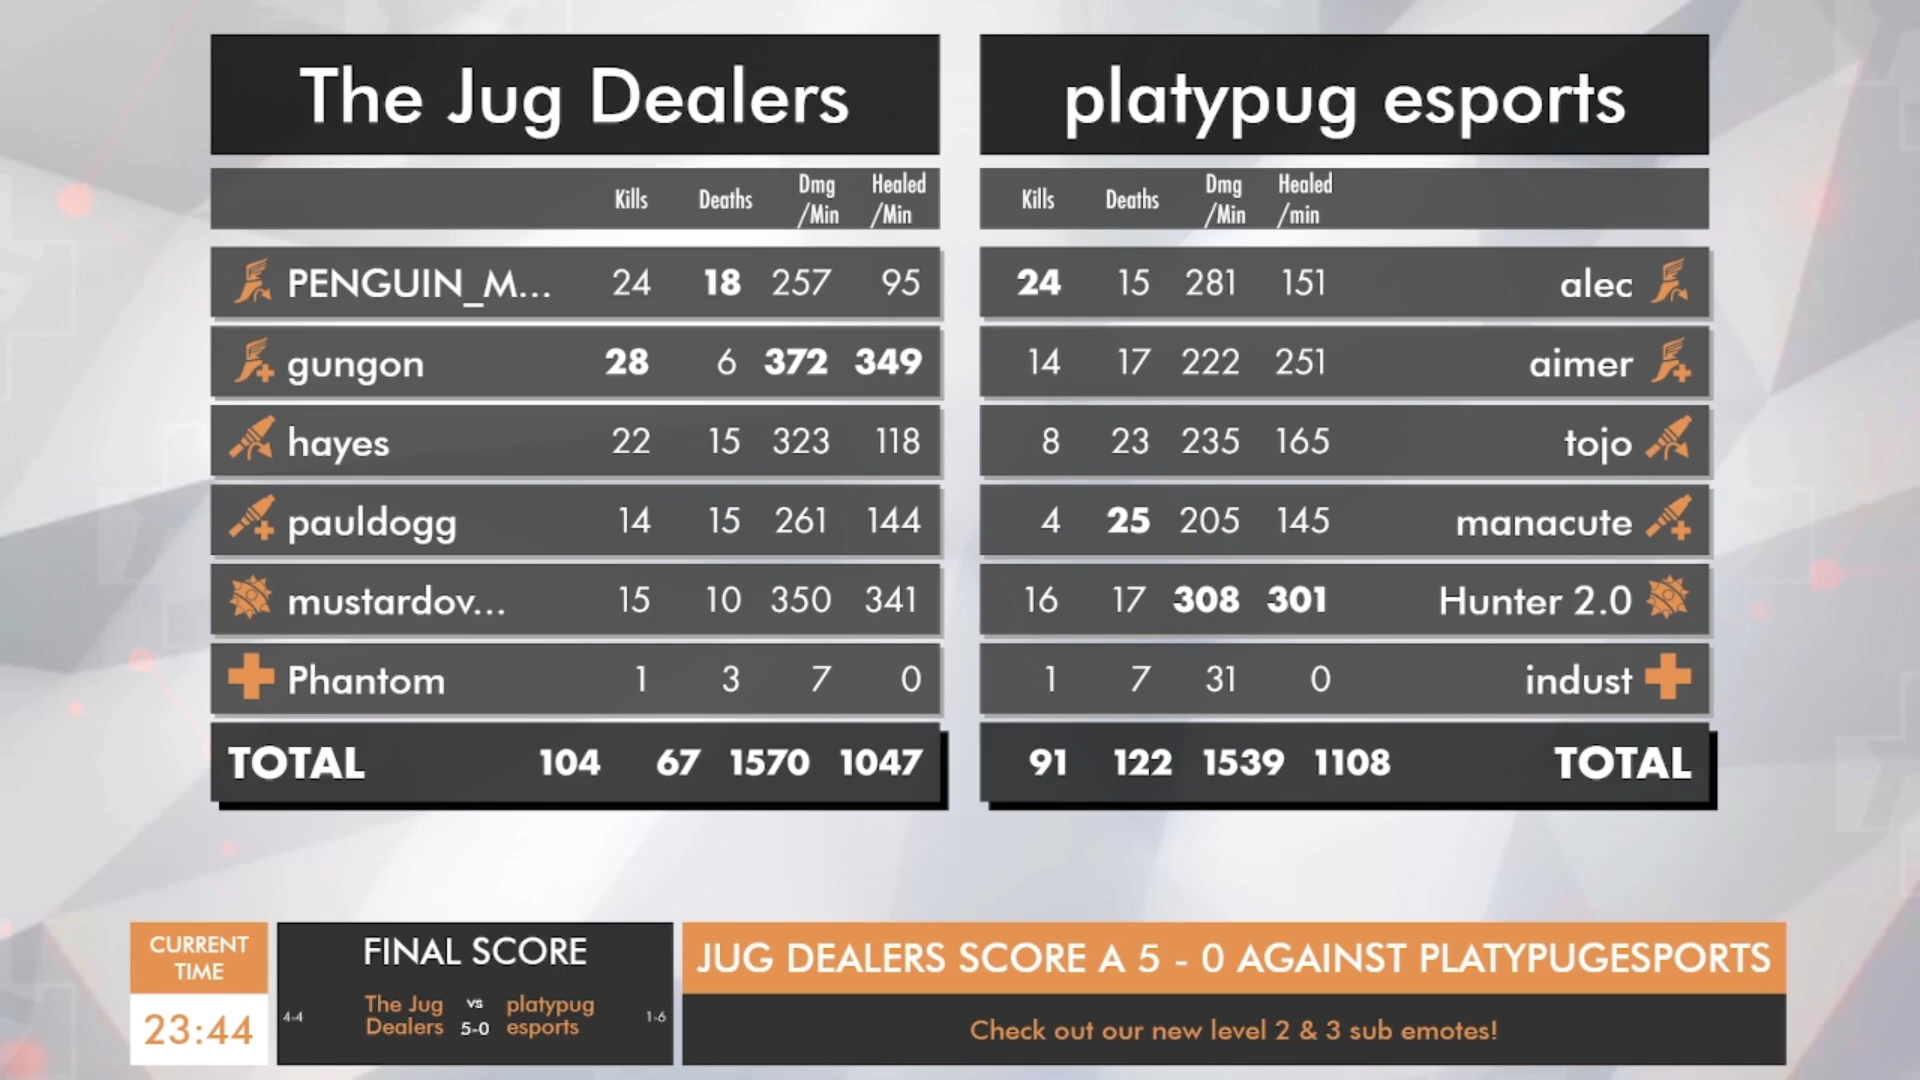 The Jug Dealers
Kills Deaths Dmg /Min Healed /Min
PENGUIN_M... 24 18 257 95
gungon 28 6 372 349
hayes 22 15 323 118
pauldogg 14 15 261 144
mustardov... 15 10 350 341
Phantom 1 3 7 0
TOTAL 104 67 1570 1047
platypug esports
Kills Deaths Dmg /Min Healed /min
24 15 281 151 alec
14 17 222 251 aimer
8 23 235 165 tojo
4 25 205 145 manacute
16 17 308 301 Hunter 2.0
1 7 31 0 indust
91 122 1539 1108 TOTAL
CURRENT
TIME
23:44
FINAL SCORE
4-4 The Jug Dealers vs 5-0 platypug esports 1-6
JUG DEALERS SCORE A 5 - 0 AGAINST PLATYPUGESPORTS
Check out our new level 2 & 3 sub emotes!